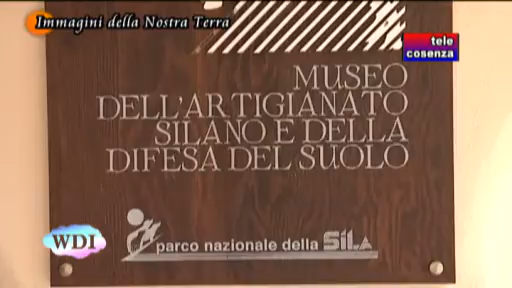 Immagini della Nostra Terra
tele
cosenza
MUSEO
DELL'ARTIGIANATO
SILANO E DELLA
DIFESA DEL SUOLO
WDI
parco nazionale della SiLA